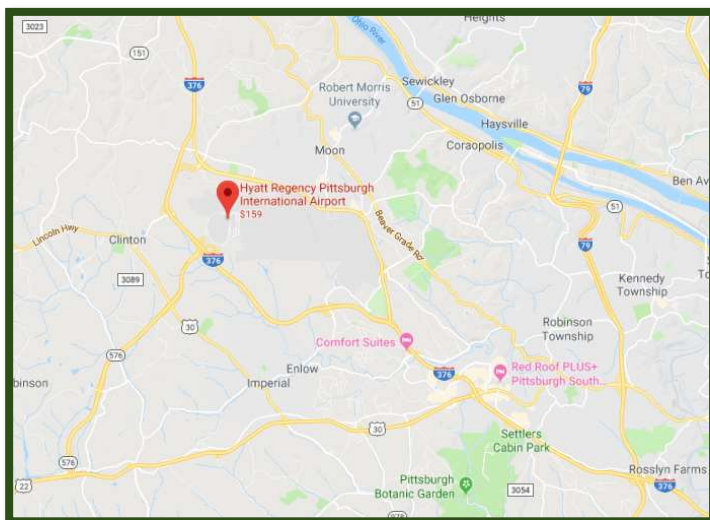 3023
Ohio River
Heights
151
376
Robert Morris
University
Sewickley
79
51
Glen Osborne
Haysville
Moon
Coraopolis
Ben Av
Hyatt Regency Pittsburgh
International Airport
$159
51
Beaver Grade Rd
Lincoln Hwy
Clinton
376
79
3089
Kennedy
Township
30
Robinson
Township
Comfort Suites
576
Enlow
376
Red Roof PLUS+
Pittsburgh South...
binson
Imperial
30
Settlers
Cabin Park
576
Rosslyn Farms
22
Pittsburgh
Botanic Garden
3054
376